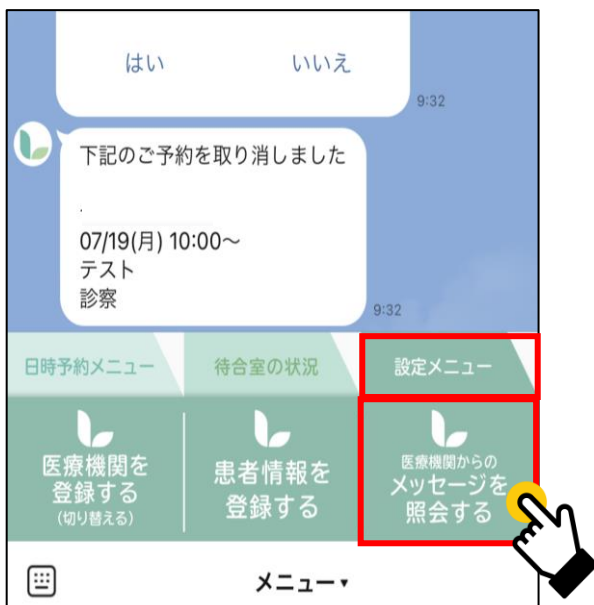 はい
いいえ
9:32
下記のご予約を取り消しました
.
07/19(月) 10:00～
テスト
診察
9:32
日時予約メニュー
待合室の状況
設定メニュー
医療機関を
登録する
(切り替える)
患者情報を
登録する
医療機関からの
メッセージを
照会する
メニュー▾